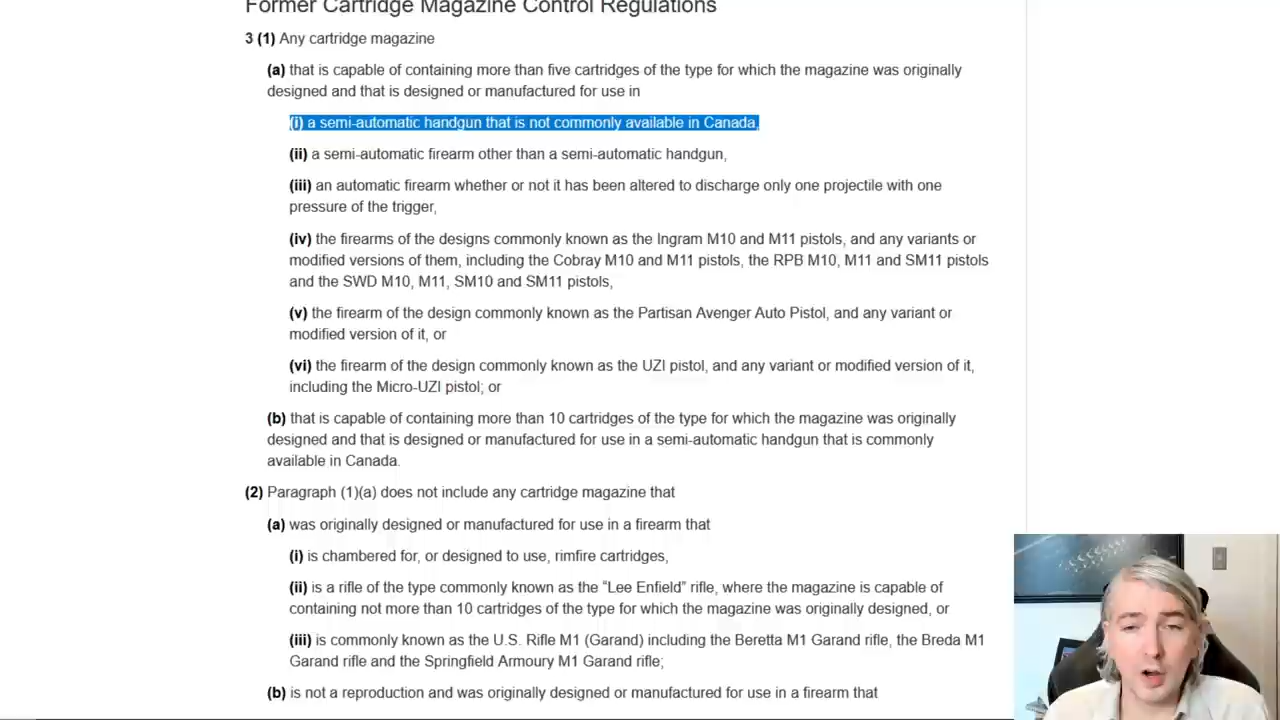 Former Cartridge Magazine Control Regulations
3 (1) Any cartridge magazine
(a) that is capable of containing more than five cartridges of the type for which the magazine was originally
designed and that is designed or manufactured for use in
(i) a semi-automatic handgun that is not commonly available in Canada,
(ii) a semi-automatic firearm other than a semi-automatic handgun,
(iii) an automatic firearm whether or not it has been altered to discharge only one projectile with one
pressure of the trigger,
(iv) the firearms of the designs commonly known as the Ingram M10 and M11 pistols, and any variants or
modified versions of them, including the Cobray M10 and M11 pistols, the RPB M10, M11 and SM11 pistols
and the SWD M10, M11, SM10 and SM11 pistols,
(v) the firearm of the design commonly known as the Partisan Avenger Auto Pistol, and any variant or
modified version of it, or
(vi) the firearm of the design commonly known as the UZI pistol, and any variant or modified version of it,
including the Micro-UZI pistol; or
(b) that is capable of containing more than 10 cartridges of the type for which the magazine was originally
designed and that is designed or manufactured for use in a semi-automatic handgun that is commonly
available in Canada.
(2) Paragraph (1)(a) does not include any cartridge magazine that
(a) was originally designed or manufactured for use in a firearm that
(i) is chambered for, or designed to use, rimfire cartridges,
(ii) is a rifle of the type commonly known as the “Lee Enfield” rifle, where the magazine is capable of
containing not more than 10 cartridges of the type for which the magazine was originally designed, or
(iii) is commonly known as the U.S. Rifle M1 (Garand) including the Beretta M1 Garand rifle, the Breda M1
Garand rifle and the Springfield Armoury M1 Garand rifle;
(b) is not a reproduction and was originally designed or manufactured for use in a firearm that